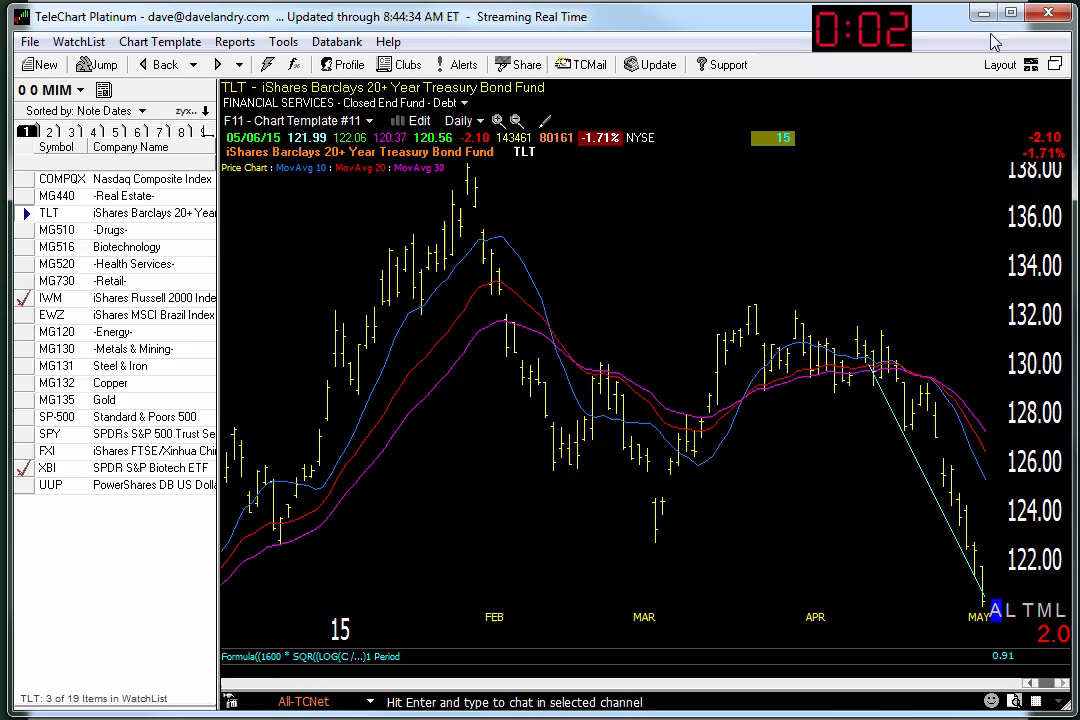 TeleChart Platinum - dave@davelandry.com ... Updated through 8:44:34 AM ET - Streaming Real Time
0:02
File WatchList Chart Template Reports Tools Databank Help
New Jump Back Profile Clubs Alerts Share TCMail Update Support Layout
0 0 MIM
Sorted by: Note Dates zyx..
1 2 3 4 5 6 7 8
Symbol Company Name
COMPQX Nasdaq Composite Index
MG440 -Real Estate-
TLT iShares Barclays 20+ Year
MG510 -Drugs-
MG516 Biotechnology
MG520 -Health Services-
MG730 -Retail-
IWM iShares Russell 2000 Inde
EWZ iShares MSCI Brazil Index
MG120 -Energy-
MG130 -Metals & Mining-
MG131 Steel & Iron
MG132 Copper
MG135 Gold
SP-500 Standard & Poors 500
SPY SPDRs S&P 500 Trust Se
FXI iShares FTSE/Xinhua Chi
XBI SPDR S&P Biotech ETF
UUP PowerShares DB US Dolla
TLT: 3 of 19 Items in WatchList
TLT - iShares Barclays 20+ Year Treasury Bond Fund
FINANCIAL SERVICES - Closed End Fund - Debt
F11 - Chart Template #11 Edit Daily
05/06/15 121.99 122.06 120.37 120.56 -2.10 143461 80161 -1.71% NYSE 15 -2.10
iShares Barclays 20+ Year Treasury Bond Fund TLT -1.71%
Price Chart : MovAvg 10 : MovAvg 20 : MovAvg 30
138.00
136.00
134.00
132.00
130.00
128.00
126.00
124.00
122.00
A L T M L
15 FEB MAR APR MAY
2.0
Formula((1600 * SQR((LOG(C /...)1 Period 0.91
All-TCNet Hit Enter and type to chat in selected channel